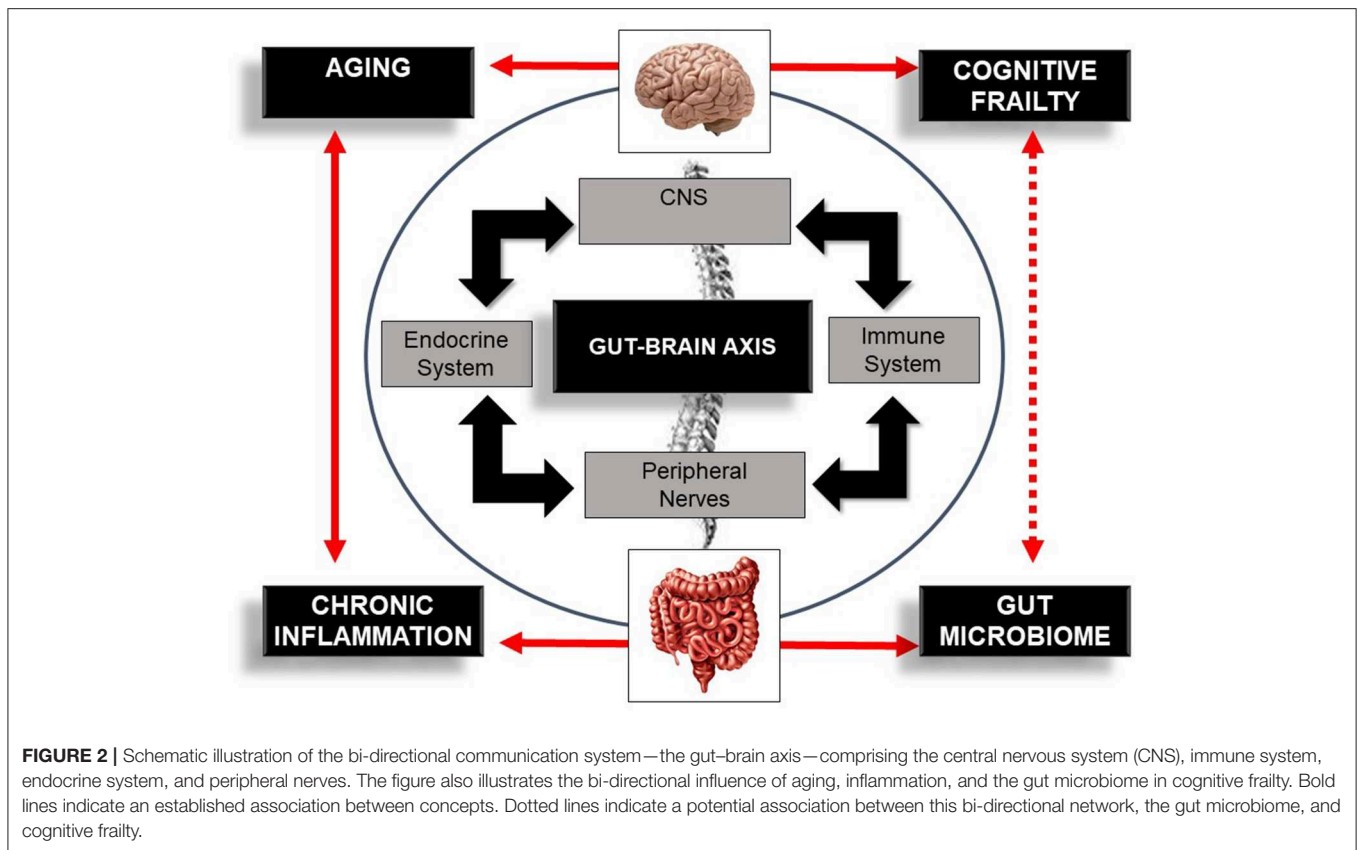 AGING
COGNITIVE
FRAILTY
CNS
Endocrine
System
GUT-BRAIN AXIS
Immune
System
Peripheral
Nerves
CHRONIC
INFLAMMATION
GUT
MICROBIOME
FIGURE 2 | Schematic illustration of the bi-directional communication system—the gut–brain axis—comprising the central nervous system (CNS), immune system,
endocrine system, and peripheral nerves. The figure also illustrates the bi-directional influence of aging, inflammation, and the gut microbiome in cognitive frailty. Bold
lines indicate an established association between concepts. Dotted lines indicate a potential association between this bi-directional network, the gut microbiome, and
cognitive frailty.